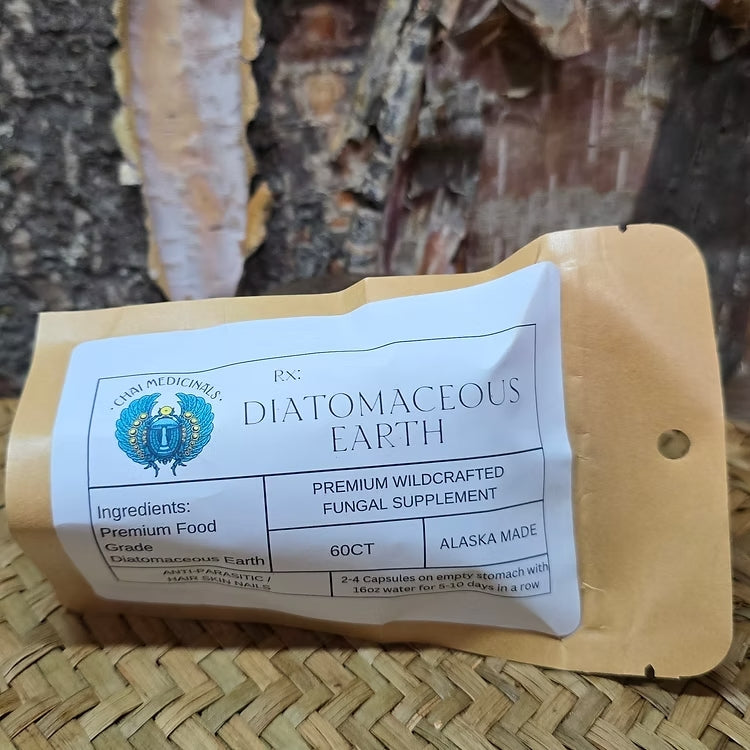 · CHAI MEDICINALS ·
RX:
DIATOMACEOUS
EARTH
PREMIUM WILDCRAFTED
FUNGAL SUPPLEMENT
Ingredients:
Premium Food
Grade
Diatomaceous Earth
60CT
ALASKA MADE
ANTI-PARASITIC /
HAIR SKIN NAILS
2-4 Capsules on empty stomach with
16oz water for 5-10 days in a row